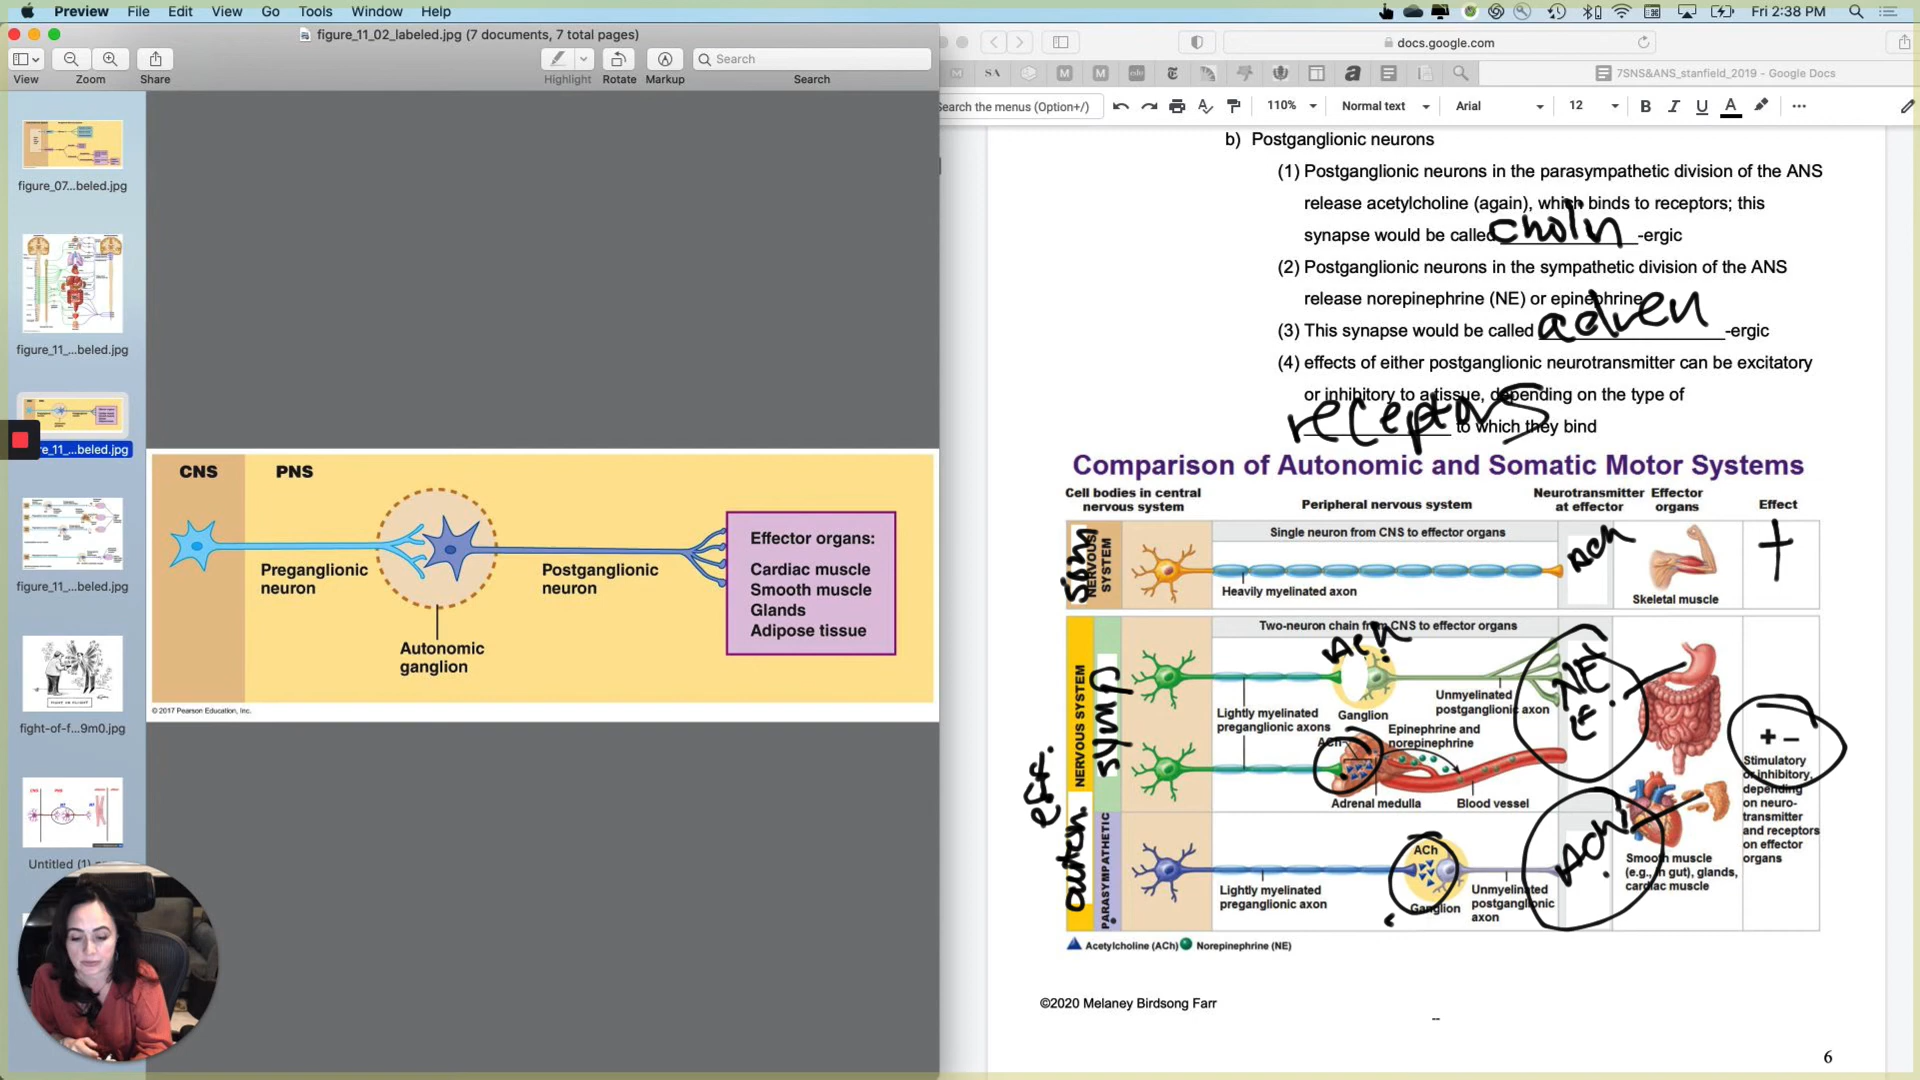 Preview File Edit View Go Tools Window Help
Fri 2:38 PM
figure_11_02_labeled.jpg (7 documents, 7 total pages)
View Zoom Share Highlight Rotate Markup Search
Search
figure_07...beled.jpg
figure_11_...beled.jpg
re_11_...beled.jpg
figure_11_...beled.jpg
fight-of-f...9m0.jpg
Untitled (1)
CNS PNS
Preganglionic
neuron
Autonomic
ganglion
Postganglionic
neuron
Effector organs:
Cardiac muscle
Smooth muscle
Glands
Adipose tissue
© 2017 Pearson Education, Inc.
docs.google.com
7SNS&ANS_stanfield_2019 - Google Docs
Search the menus (Option+/)
110% Normal text Arial 12 B I U A
b) Postganglionic neurons
(1) Postganglionic neurons in the parasympathetic division of the ANS
release acetylcholine (again), which binds to receptors; this
synapse would be called choln -ergic
(2) Postganglionic neurons in the sympathetic division of the ANS
release norepinephrine (NE) or epinephrine
(3) This synapse would be called adren -ergic
(4) effects of either postganglionic neurotransmitter can be excitatory
or inhibitory to a tissue, depending on the type of
receptors to which they bind
Comparison of Autonomic and Somatic Motor Systems
Cell bodies in central
nervous system
Peripheral nervous system
Neurotransmitter
at effector
Effector
organs
Effect
som
NERVOUS
SYSTEM
Single neuron from CNS to effector organs
Heavily myelinated axon
Ach
Skeletal muscle
+
eff.
auton.
NERVOUS SYSTEM
symp
Two-neuron chain from CNS to effector organs
ACh
Lightly myelinated
preganglionic axons
Ganglion
Unmyelinated
postganglionic axon
NE
E
ACh
Epinephrine and
norepinephrine
Adrenal medulla
Blood vessel
+ −
Stimulatory
or inhibitory,
depending
on neuro-
transmitter
and receptors
on effector
organs
PARASYMPATHETIC
Lightly myelinated
preganglionic axon
ACh
Ganglion
Unmyelinated
postganglionic
axon
ACh
Smooth muscle
(e.g., in gut), glands,
cardiac muscle
Acetylcholine (ACh) Norepinephrine (NE)
©2020 Melaney Birdsong Farr
6